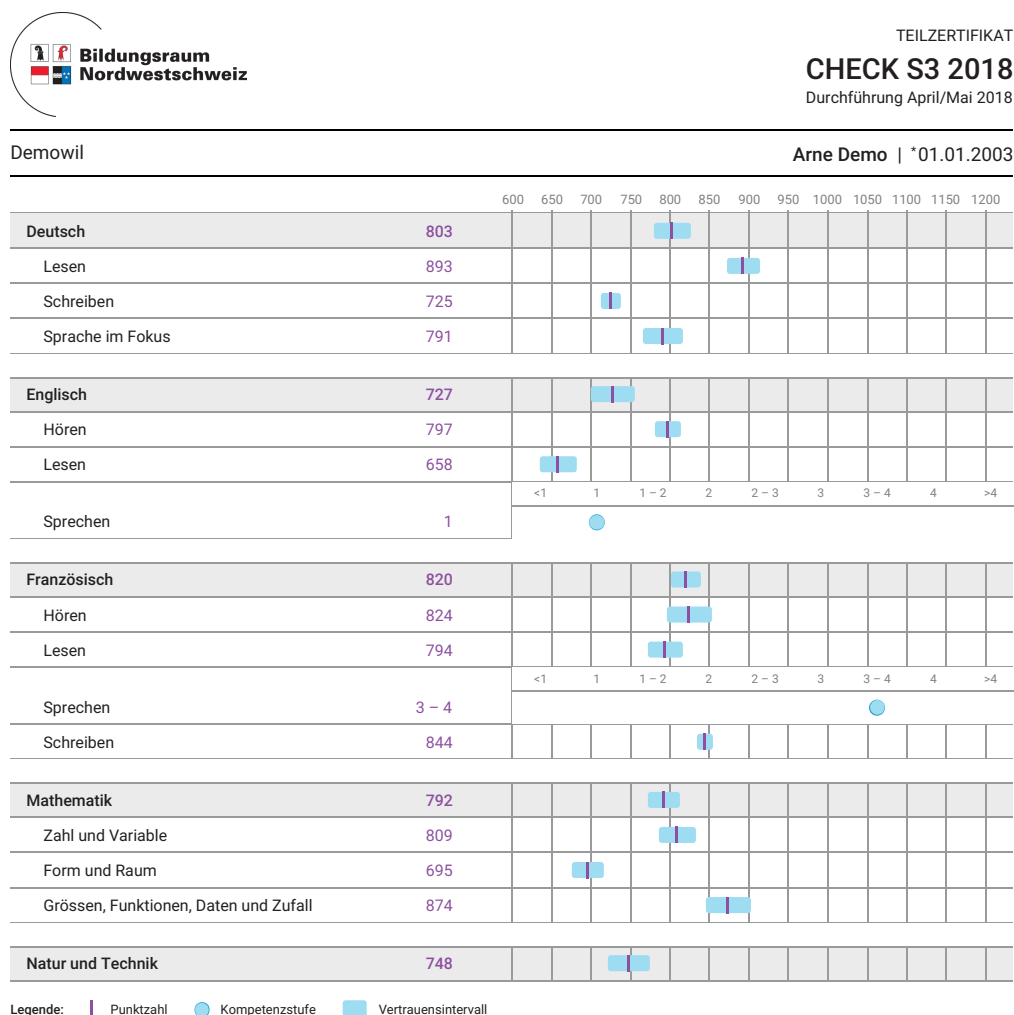 Bildungsraum
Nordwestschweiz
TEILZERTIFIKAT
CHECK S3 2018
Durchführung April/Mai 2018
Demowil
Arne Demo | *01.01.2003
600 650 700 750 800 850 900 950 1000 1050 1100 1150 1200
Deutsch 803
Lesen 893
Schreiben 725
Sprache im Fokus 791
Englisch 727
Hören 797
Lesen 658
<1 1 1 – 2 2 2 – 3 3 3 – 4 4 >4
Sprechen 1
Französisch 820
Hören 824
Lesen 794
<1 1 1 – 2 2 2 – 3 3 3 – 4 4 >4
Sprechen 3 – 4
Schreiben 844
Mathematik 792
Zahl und Variable 809
Form und Raum 695
Grössen, Funktionen, Daten und Zufall 874
Natur und Technik 748
Legende: Punktzahl Kompetenzstufe Vertrauensintervall